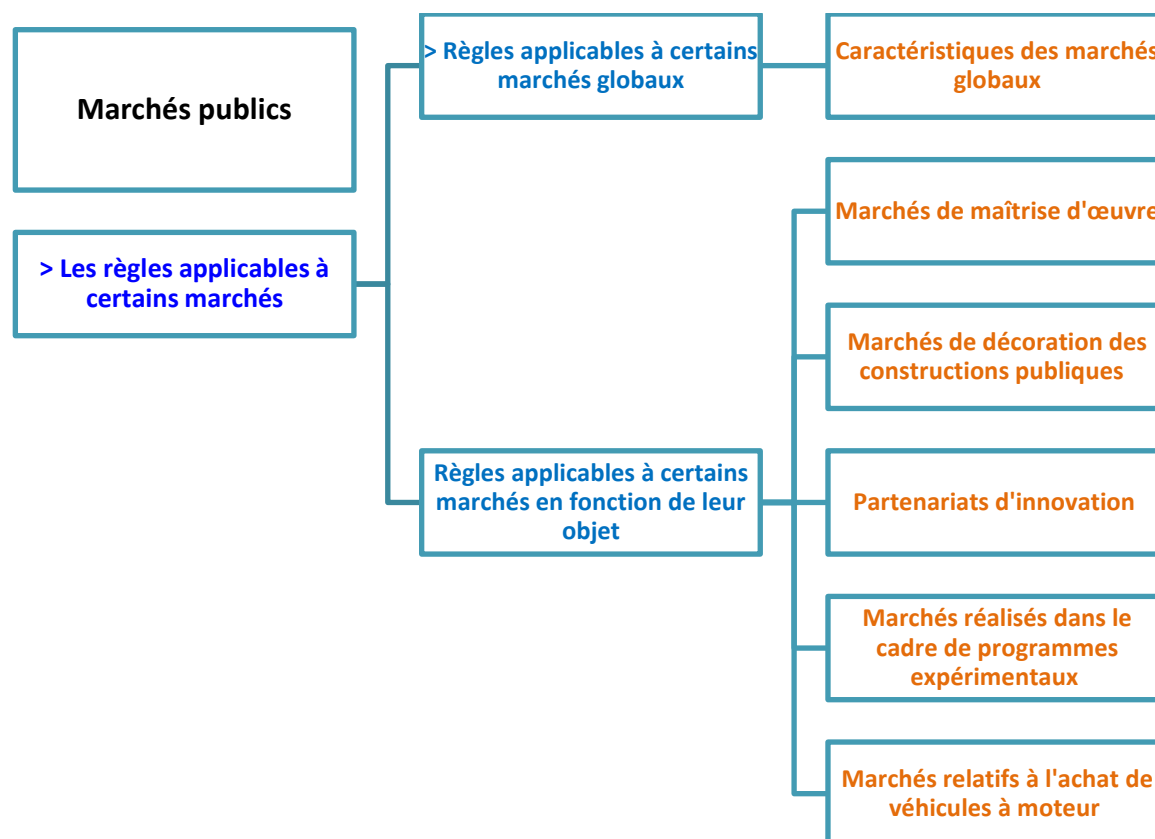 Marchés publics
> Les règles applicables à
certains marchés
> Règles applicables à certains
marchés globaux
Caractéristiques des marchés
globaux
Règles applicables à certains
marchés en fonction de leur
objet
Marchés de maîtrise d'œuvre
Marchés de décoration des
constructions publiques
Partenariats d'innovation
Marchés réalisés dans le
cadre de programmes
expérimentaux
Marchés relatifs à l'achat de
véhicules à moteur